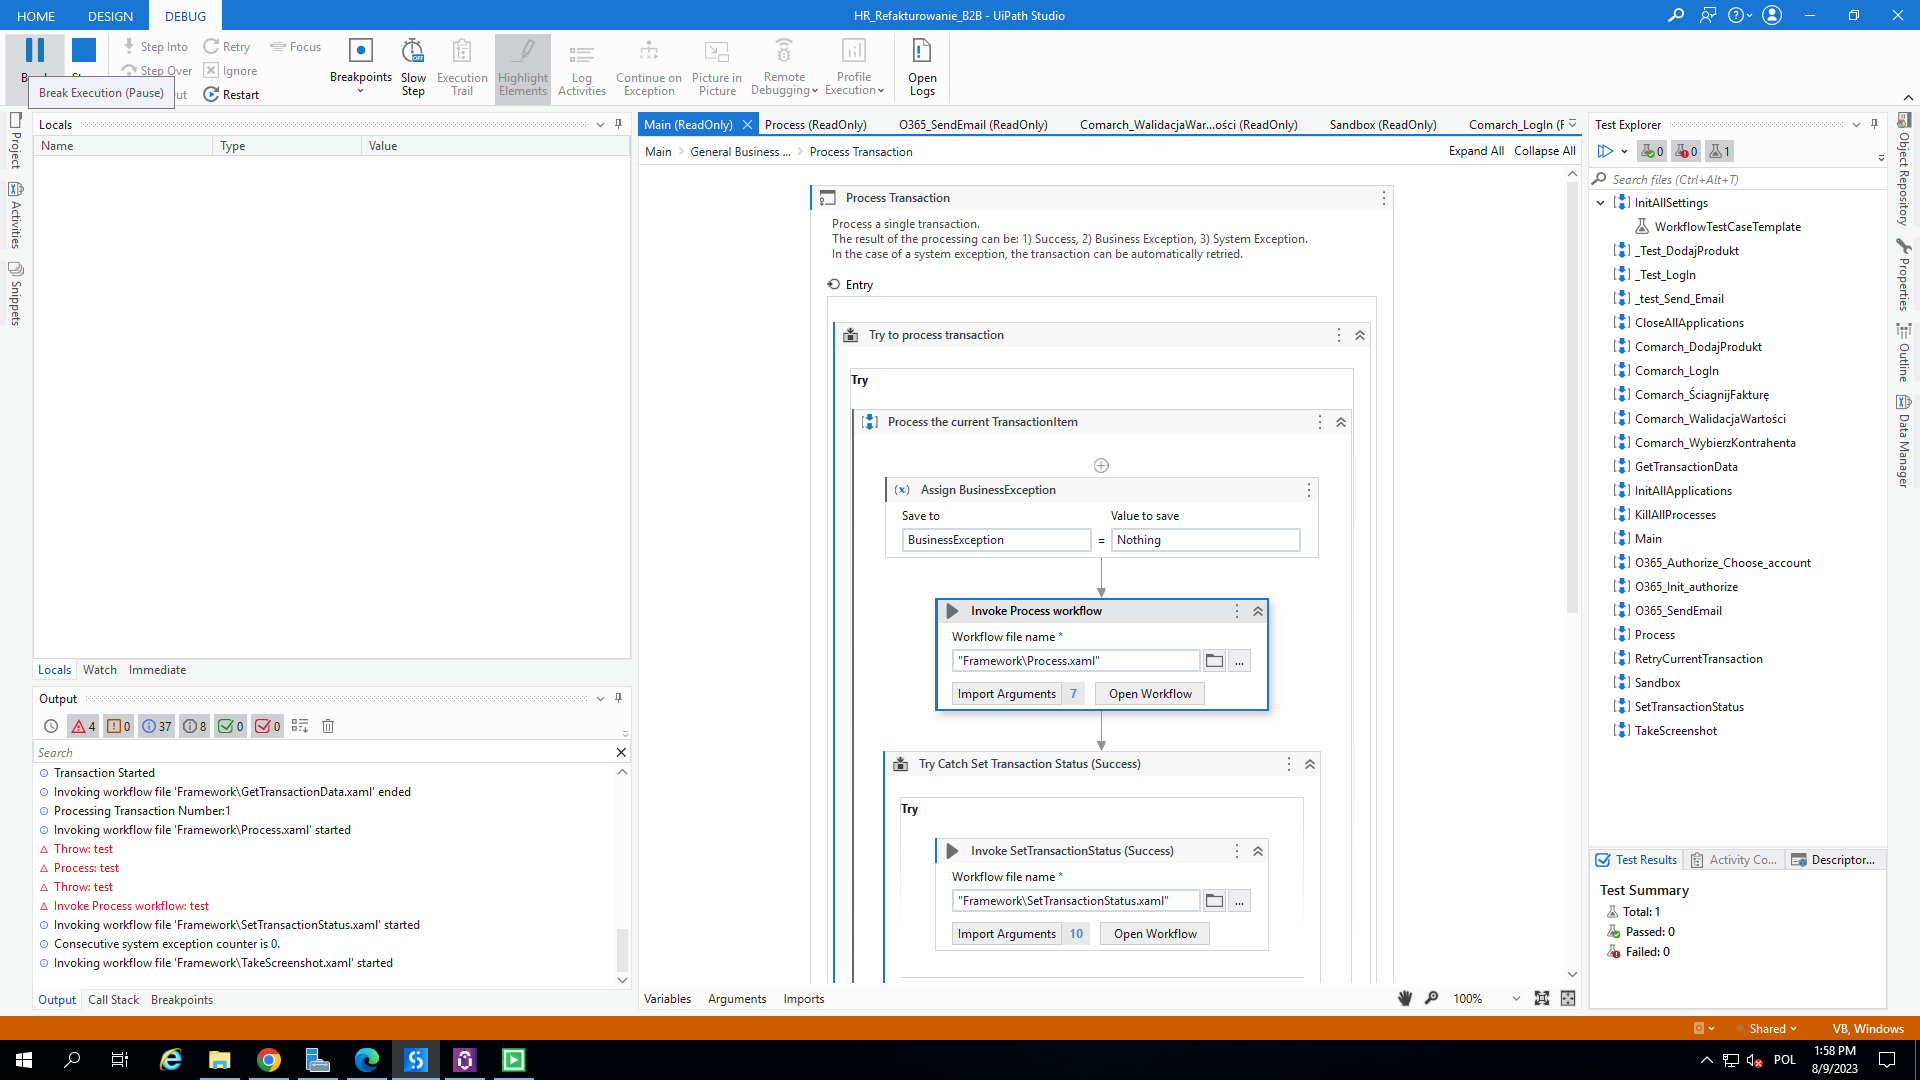 HOME
DESIGN
DEBUG
HR_Refakturowanie_B2B - UiPath Studio
Step Into
Retry
Focus
Step Over
Ignore
Restart
Break Execution (Pause)
Breakpoints
Slow Step
Execution Trail
Highlight Elements
Log Activities
Continue on Exception
Picture in Picture
Remote Debugging
Profile Execution
Open Logs
Project
Activities
Snippets
Locals
Name
Type
Value
Locals
Watch
Immediate
Output
4
0
37
8
0
0
Search
Transaction Started
Invoking workflow file 'Framework\GetTransactionData.xaml' ended
Processing Transaction Number:1
Invoking workflow file 'Framework\Process.xaml' started
Throw: test
Process: test
Throw: test
Invoke Process workflow: test
Invoking workflow file 'Framework\SetTransactionStatus.xaml' started
Consecutive system exception counter is 0.
Invoking workflow file 'Framework\TakeScreenshot.xaml' started
Output
Call Stack
Breakpoints
Main (ReadOnly)
Process (ReadOnly)
O365_SendEmail (ReadOnly)
Comarch_WalidacjaWar...ości (ReadOnly)
Sandbox (ReadOnly)
Comarch_LogIn (F
Main > General Business ... > Process Transaction
Expand All
Collapse All
Process Transaction
Process a single transaction.
The result of the processing can be: 1) Success, 2) Business Exception, 3) System Exception.
In the case of a system exception, the transaction can be automatically retried.
Entry
Try to process transaction
Try
Process the current TransactionItem
Assign BusinessException
Save to
Value to save
BusinessException
=
Nothing
Invoke Process workflow
Workflow file name *
"Framework\Process.xaml"
...
Import Arguments
7
Open Workflow
Try Catch Set Transaction Status (Success)
Try
Invoke SetTransactionStatus (Success)
Workflow file name *
"Framework\SetTransactionStatus.xaml"
...
Import Arguments
10
Open Workflow
Variables
Arguments
Imports
100%
Test Explorer
0
0
1
Search files (Ctrl+Alt+T)
InitAllSettings
WorkflowTestCaseTemplate
_Test_DodajProdukt
_Test_LogIn
_test_Send_Email
CloseAllApplications
Comarch_DodajProdukt
Comarch_LogIn
Comarch_ŚciagnijFakturę
Comarch_WalidacjaWartości
Comarch_WybierzKontrahenta
GetTransactionData
InitAllApplications
KillAllProcesses
Main
O365_Authorize_Choose_account
O365_Init_authorize
O365_SendEmail
Process
RetryCurrentTransaction
Sandbox
SetTransactionStatus
TakeScreenshot
Test Results
Activity Co...
Descriptor...
Test Summary
Total: 1
Passed: 0
Failed: 0
Object Repository
Properties
Outline
Data Manager
Shared
VB, Windows
POL
1:58 PM
8/9/2023